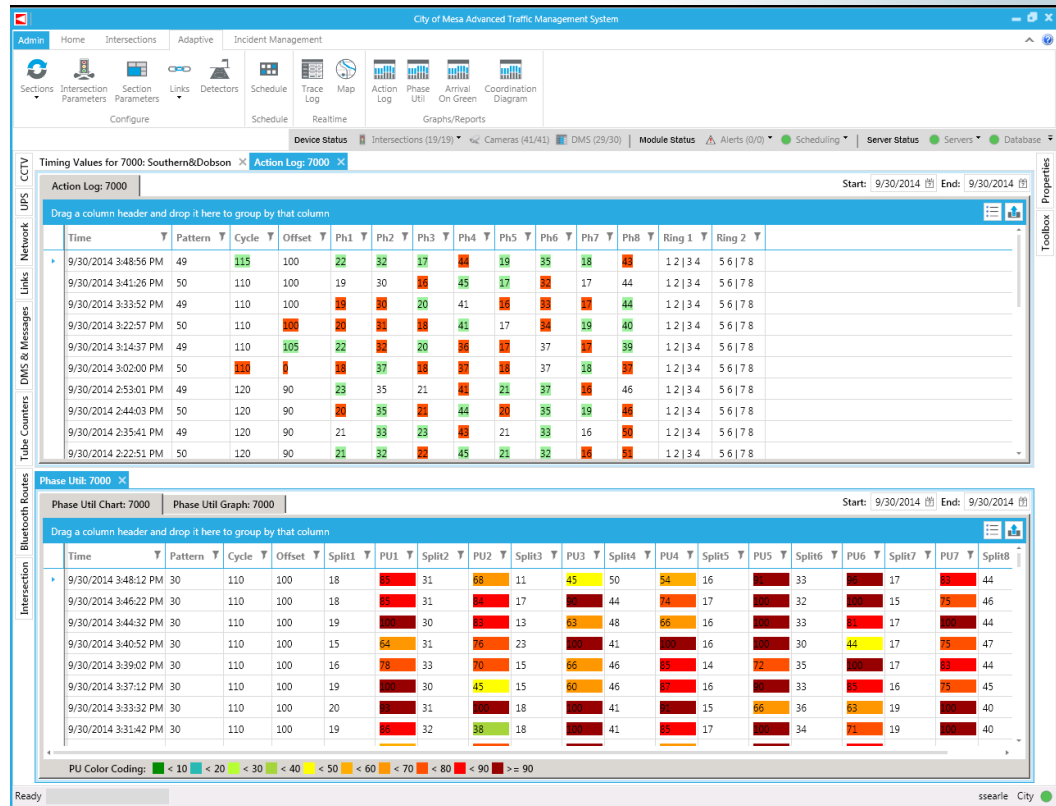 City of Mesa Advanced Traffic Management System
Admin Home Intersections Adaptive Incident Management
Sections Intersection Parameters Section Parameters Links Detectors Schedule Trace Log Map Action Log Phase Util Arrival On Green Coordination Diagram
Configure Schedule Realtime Graphs/Reports
Device Status Intersections (19/19) Cameras (41/41) DMS (29/30) Module Status Alerts (0/0) Scheduling Server Status Servers Database
CCTV
UPS
Network
Links
DMS & Messages
Tube Counters
Bluetooth Routes
Intersection
Properties
Toolbox
Timing Values for 7000: Southern&Dobson Action Log: 7000
Action Log: 7000 Start: 9/30/2014 End: 9/30/2014
Drag a column header and drop it here to group by that column
Time Pattern Cycle Offset Ph1 Ph2 Ph3 Ph4 Ph5 Ph6 Ph7 Ph8 Ring 1 Ring 2
9/30/2014 3:48:56 PM 49 115 100 22 32 17 44 19 35 18 43 1 2 | 3 4 5 6 | 7 8
9/30/2014 3:41:26 PM 50 110 100 19 30 16 45 17 32 17 44 1 2 | 3 4 5 6 | 7 8
9/30/2014 3:33:52 PM 49 110 100 19 30 20 41 16 33 17 44 1 2 | 3 4 5 6 | 7 8
9/30/2014 3:22:57 PM 50 110 100 20 31 18 41 17 34 19 40 1 2 | 3 4 5 6 | 7 8
9/30/2014 3:14:37 PM 49 110 105 22 32 20 36 17 37 17 39 1 2 | 3 4 5 6 | 7 8
9/30/2014 3:02:00 PM 50 110 0 18 37 18 37 18 37 18 37 1 2 | 3 4 5 6 | 7 8
9/30/2014 2:53:01 PM 49 120 90 23 35 21 41 21 37 16 46 1 2 | 3 4 5 6 | 7 8
9/30/2014 2:44:03 PM 50 120 90 20 35 21 44 20 35 19 46 1 2 | 3 4 5 6 | 7 8
9/30/2014 2:35:41 PM 49 120 90 21 33 23 43 21 33 16 50 1 2 | 3 4 5 6 | 7 8
9/30/2014 2:22:51 PM 50 120 90 21 32 22 45 21 32 16 51 1 2 | 3 4 5 6 | 7 8
Phase Util: 7000
Phase Util Chart: 7000 Phase Util Graph: 7000 Start: 9/30/2014 End: 9/30/2014
Drag a column header and drop it here to group by that column
Time Pattern Cycle Offset Split1 PU1 Split2 PU2 Split3 PU3 Split4 PU4 Split5 PU5 Split6 PU6 Split7 PU7 Split8
9/30/2014 3:48:12 PM 30 110 100 18 85 31 68 11 45 50 54 16 91 33 96 17 83 44
9/30/2014 3:46:22 PM 30 110 100 18 85 31 84 17 90 44 74 17 100 32 100 15 75 46
9/30/2014 3:44:32 PM 30 110 100 19 100 30 83 13 63 48 66 16 100 33 81 17 100 44
9/30/2014 3:40:52 PM 30 110 100 15 64 31 76 23 100 41 100 16 100 30 44 17 75 47
9/30/2014 3:39:02 PM 30 110 100 16 78 33 70 15 66 46 85 14 72 35 100 17 83 44
9/30/2014 3:37:12 PM 30 110 100 19 100 30 45 15 60 46 87 16 90 33 85 16 75 45
9/30/2014 3:33:32 PM 30 110 100 20 93 31 100 18 100 41 91 15 66 36 63 19 100 40
9/30/2014 3:31:42 PM 30 110 100 19 86 32 38 18 100 41 85 17 100 34 71 19 100 40
PU Color Coding: < 10 < 20 < 30 < 40 < 50 < 60 < 70 < 80 < 90 >= 90
Ready ssearle City